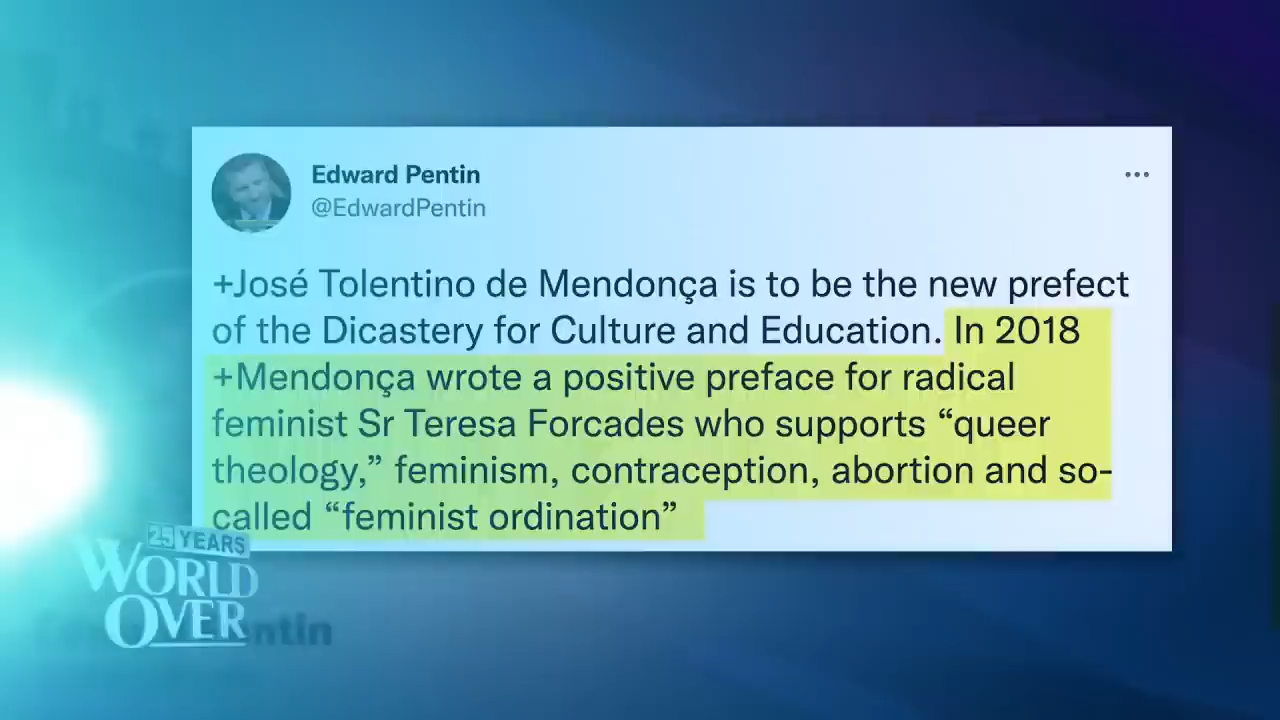 Edward Pentin
@EdwardPentin
+José Tolentino de Mendonça is to be the new prefect
of the Dicastery for Culture and Education. In 2018
+Mendonça wrote a positive preface for radical
feminist Sr Teresa Forcades who supports “queer
theology,” feminism, contraception, abortion and so-
called “feminist ordination”
25 YEARS
WORLD
OVER